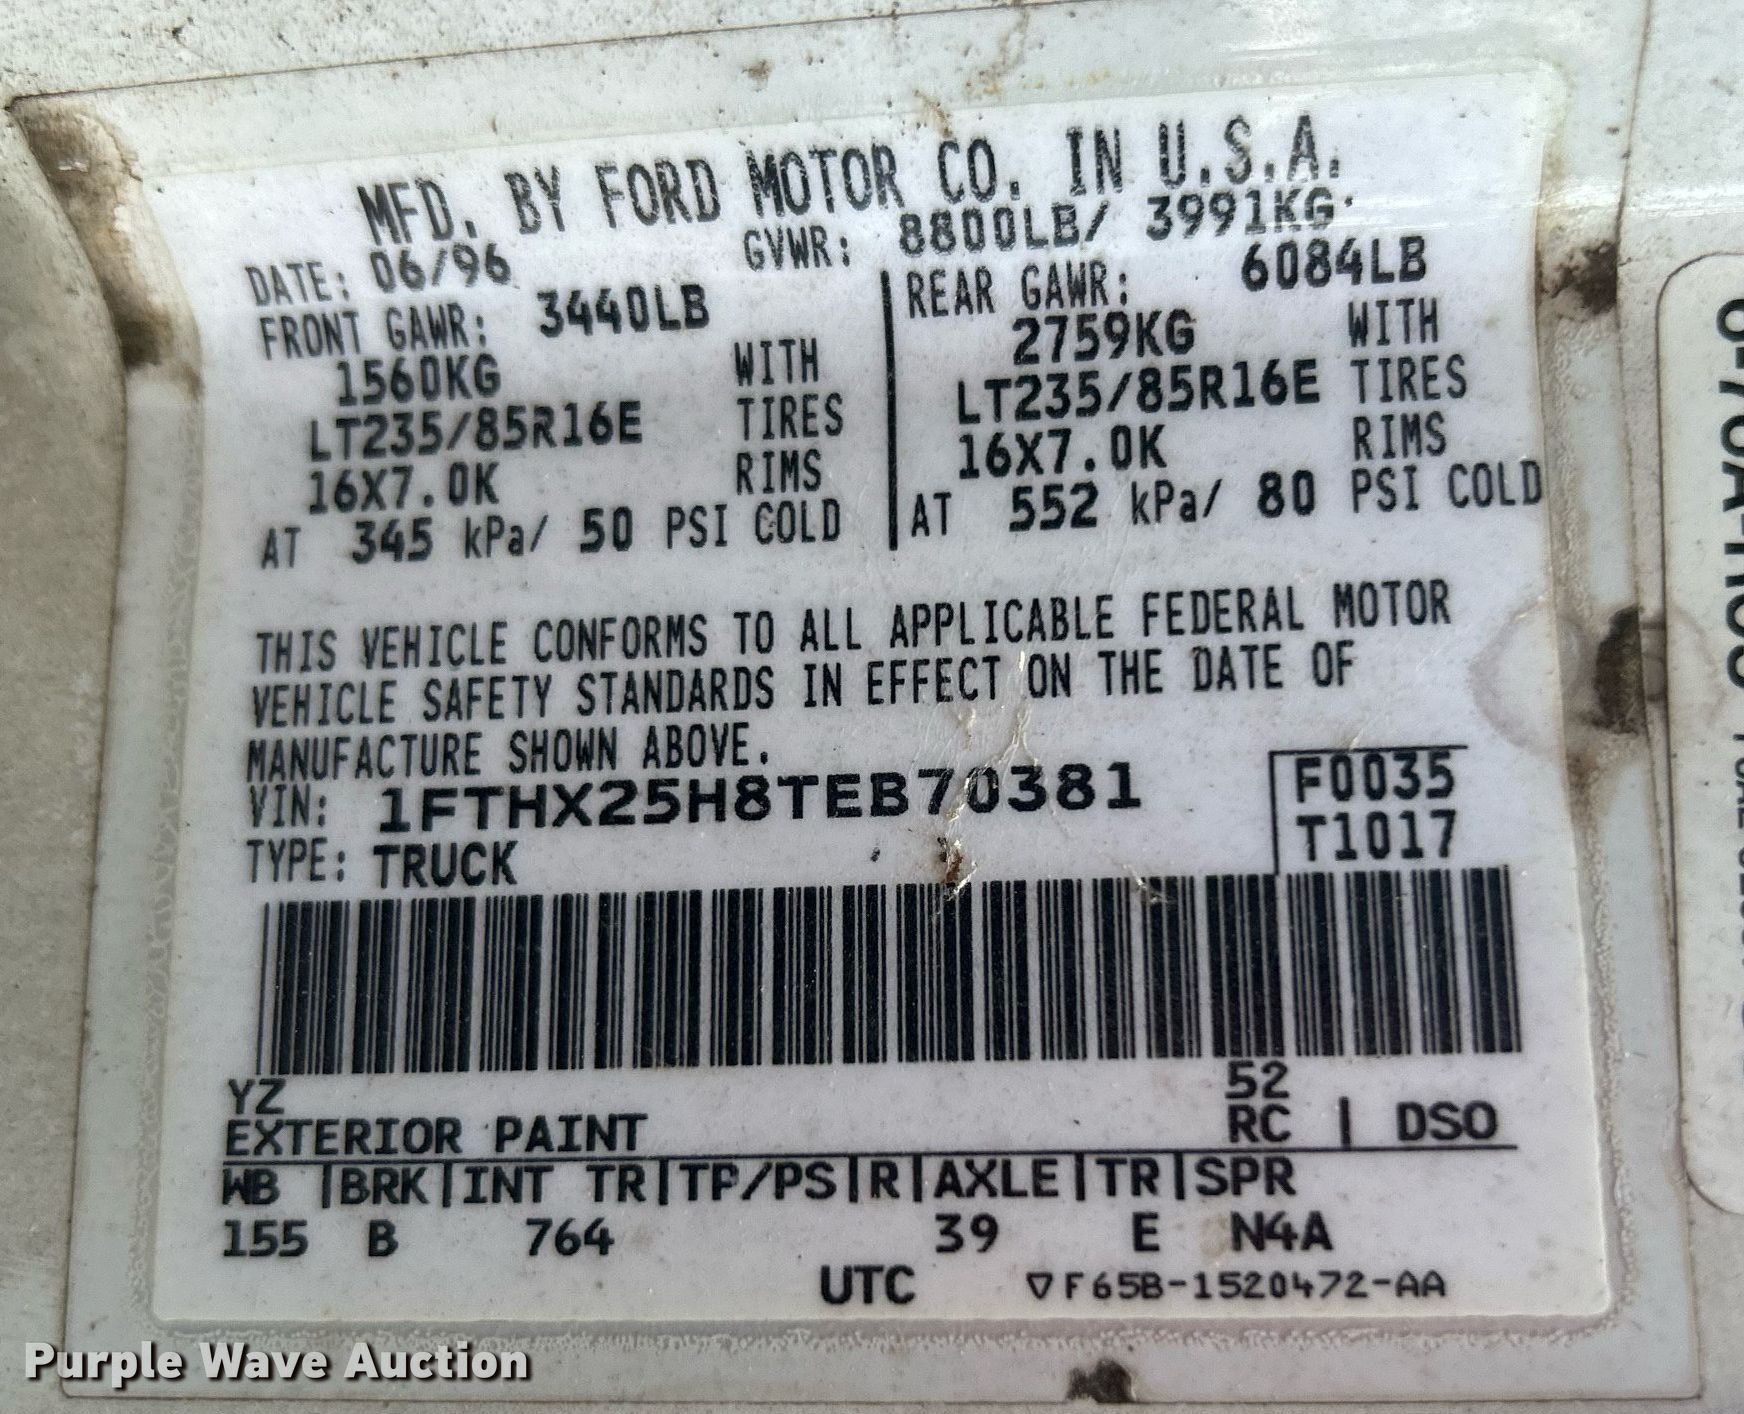 MFD. BY FORD MOTOR CO. IN U.S.A.
DATE: 06/96 GVWR: 8800LB/ 3991KG
FRONT GAWR: 3440LB
1560KG WITH
LT235/85R16E TIRES
16X7.0K RIMS
AT 345 kPa/ 50 PSI COLD
REAR GAWR: 6084LB
2759KG WITH
LT235/85R16E TIRES
16X7.0K RIMS
AT 552 kPa/ 80 PSI COLD
THIS VEHICLE CONFORMS TO ALL APPLICABLE FEDERAL MOTOR
VEHICLE SAFETY STANDARDS IN EFFECT ON THE DATE OF
MANUFACTURE SHOWN ABOVE.
VIN: 1FTHX25H8TEB70381
F0035
T1017
TYPE: TRUCK
YZ 52
EXTERIOR PAINT RC | DSO
WB |BRK|INT TR|TP/PS|R|AXLE|TR|SPR
155 B 764 39 E N4A
UTC ▽F65B-1520472-AA
Purple Wave Auction